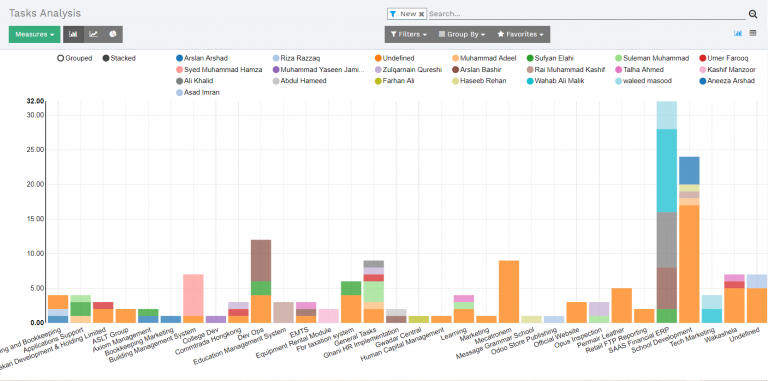 Tasks Analysis
New × Search...
Measures Filters Group By Favorites
Grouped Stacked Arslan Arshad Riza Razzaq Undefined Muhammad Adeel Sufyan Elahi Suleman Muhammad Umer Farooq
Syed Muhammad Hamza Muhammad Yaseen Jami... Zulqarnain Qureshi Arslan Bashir Rai Muhammad Kashif Talha Ahmed Kashif Manzoor
Ali Khalid Abdul Hameed Farhan Ali Haseeb Rehan Wahab Ali Malik waleed masood Aneeza Arshad
Asad Imran
32.00
30.00
25.00
20.00
15.00
10.00
5.00
0.00
ing and Bookkeeping
Applications Support
skan Development & Holding Limited
ASLT Group
Axiom Management
Bookkeeping Marketing
Building Management System
College Dev
Commtrada Hongkong
Dev Ops
Education Management System
EMTS
Equipment Rental Module
Fbr taxation system
General Tasks
Ghani HR Implementation
Gwadar Central
Human Capital Management
Learning
Marketing
Mecatronem
Message Grammar School
Odoo Store Publishing
Official Website
Opus Inspection
Permair Leather
Retail FTP Reporting
SAAS Financial ERP
School Development
Tech Marketing
Wakashela
Undefined